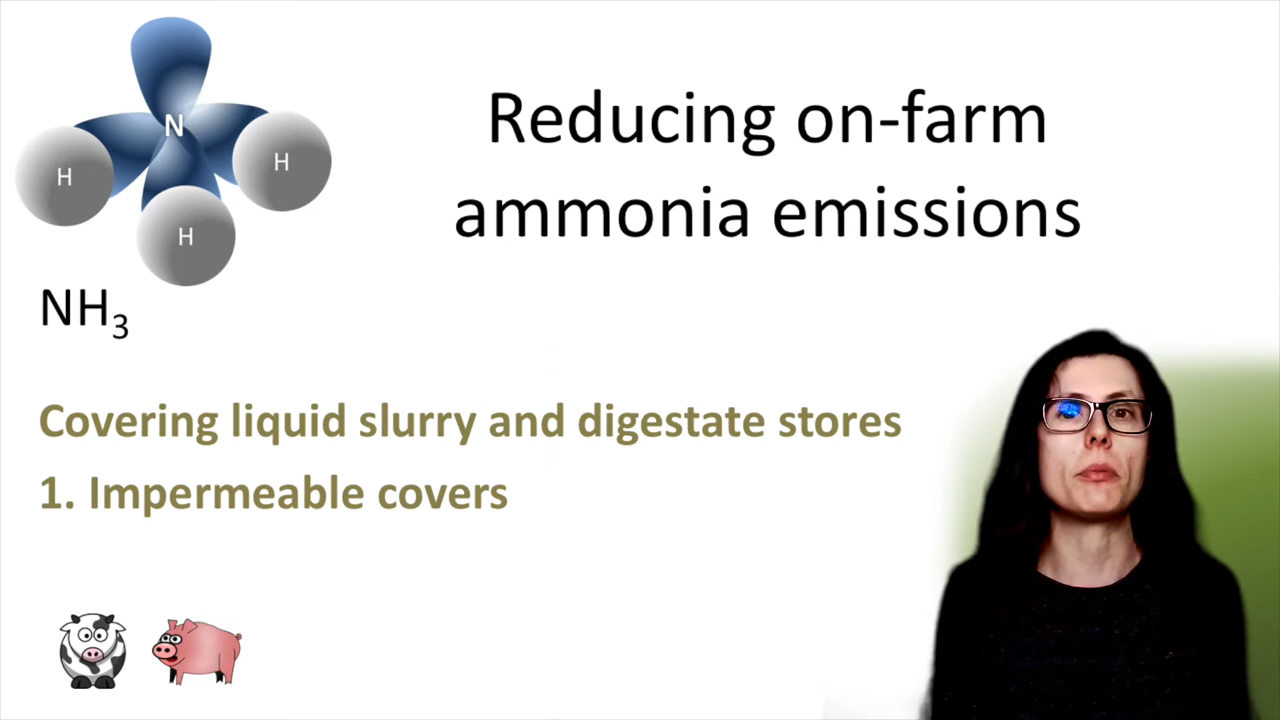 N
H
H
H
NH₃
Reducing on-farm
ammonia emissions
Covering liquid slurry and digestate stores
1. Impermeable covers